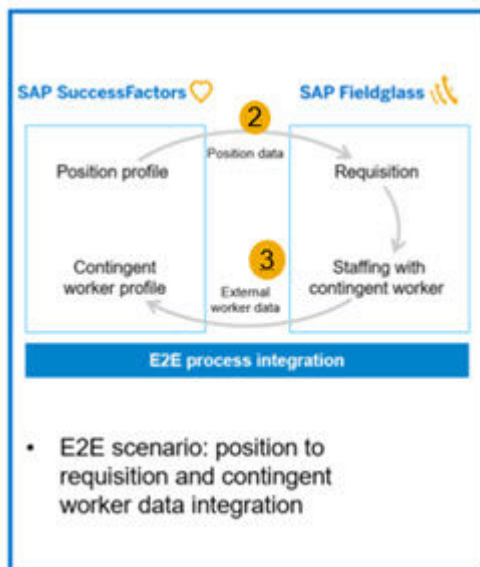 SAP SuccessFactors
SAP Fieldglass
2
Position data
Position profile
Requisition
3
Contingent
worker profile
External
worker data
Staffing with
contingent worker
E2E process integration
• E2E scenario: position to
requisition and contingent
worker data integration